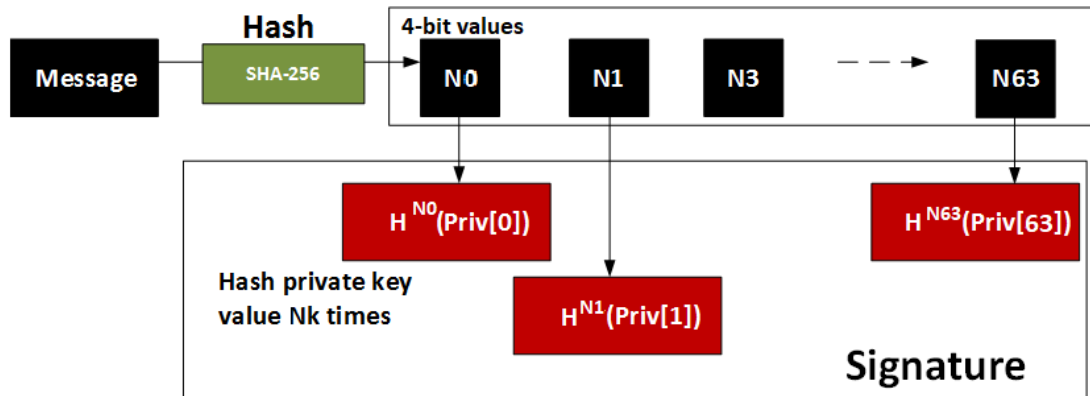 Hash
4-bit values
Message
SHA-256
N0
N1
N3
N63
H^N0(Priv[0])
H^N63(Priv[63])
Hash private key
value Nk times
H^N1(Priv[1])
Signature